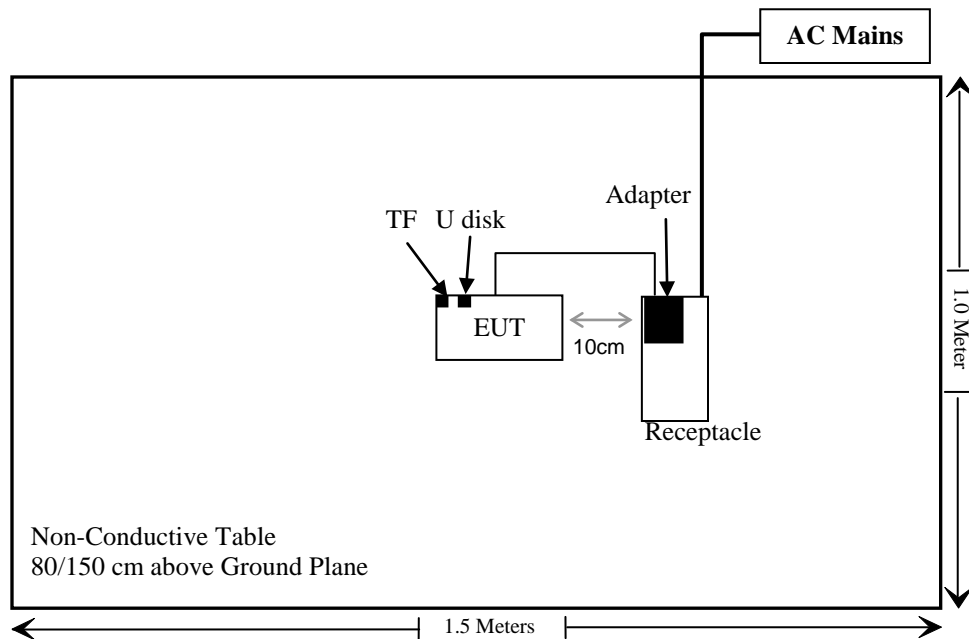 AC Mains
Adapter
TF U disk
EUT
10cm
Receptacle
1.0 Meter
Non-Conductive Table
80/150 cm above Ground Plane
1.5 Meters